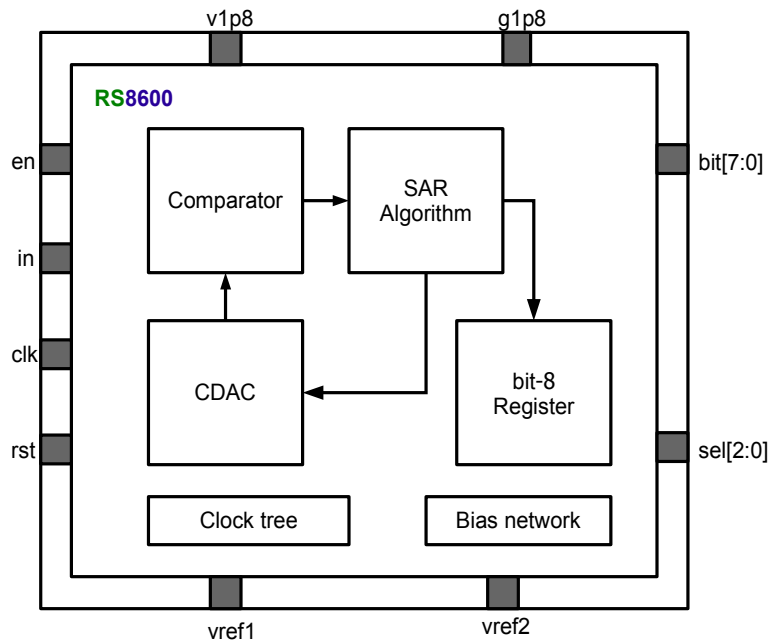 v1p8
g1p8
RS8600
en
bit[7:0]
Comparator
SAR
Algorithm
in
clk
CDAC
bit-8
Register
rst
sel[2:0]
Clock tree
Bias network
vref1
vref2